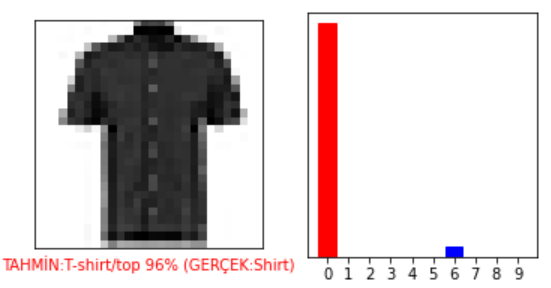 TAHMİN:T-shirt/top 96% (GERÇEK:Shirt)
0 1 2 3 4 5 6 7 8 9